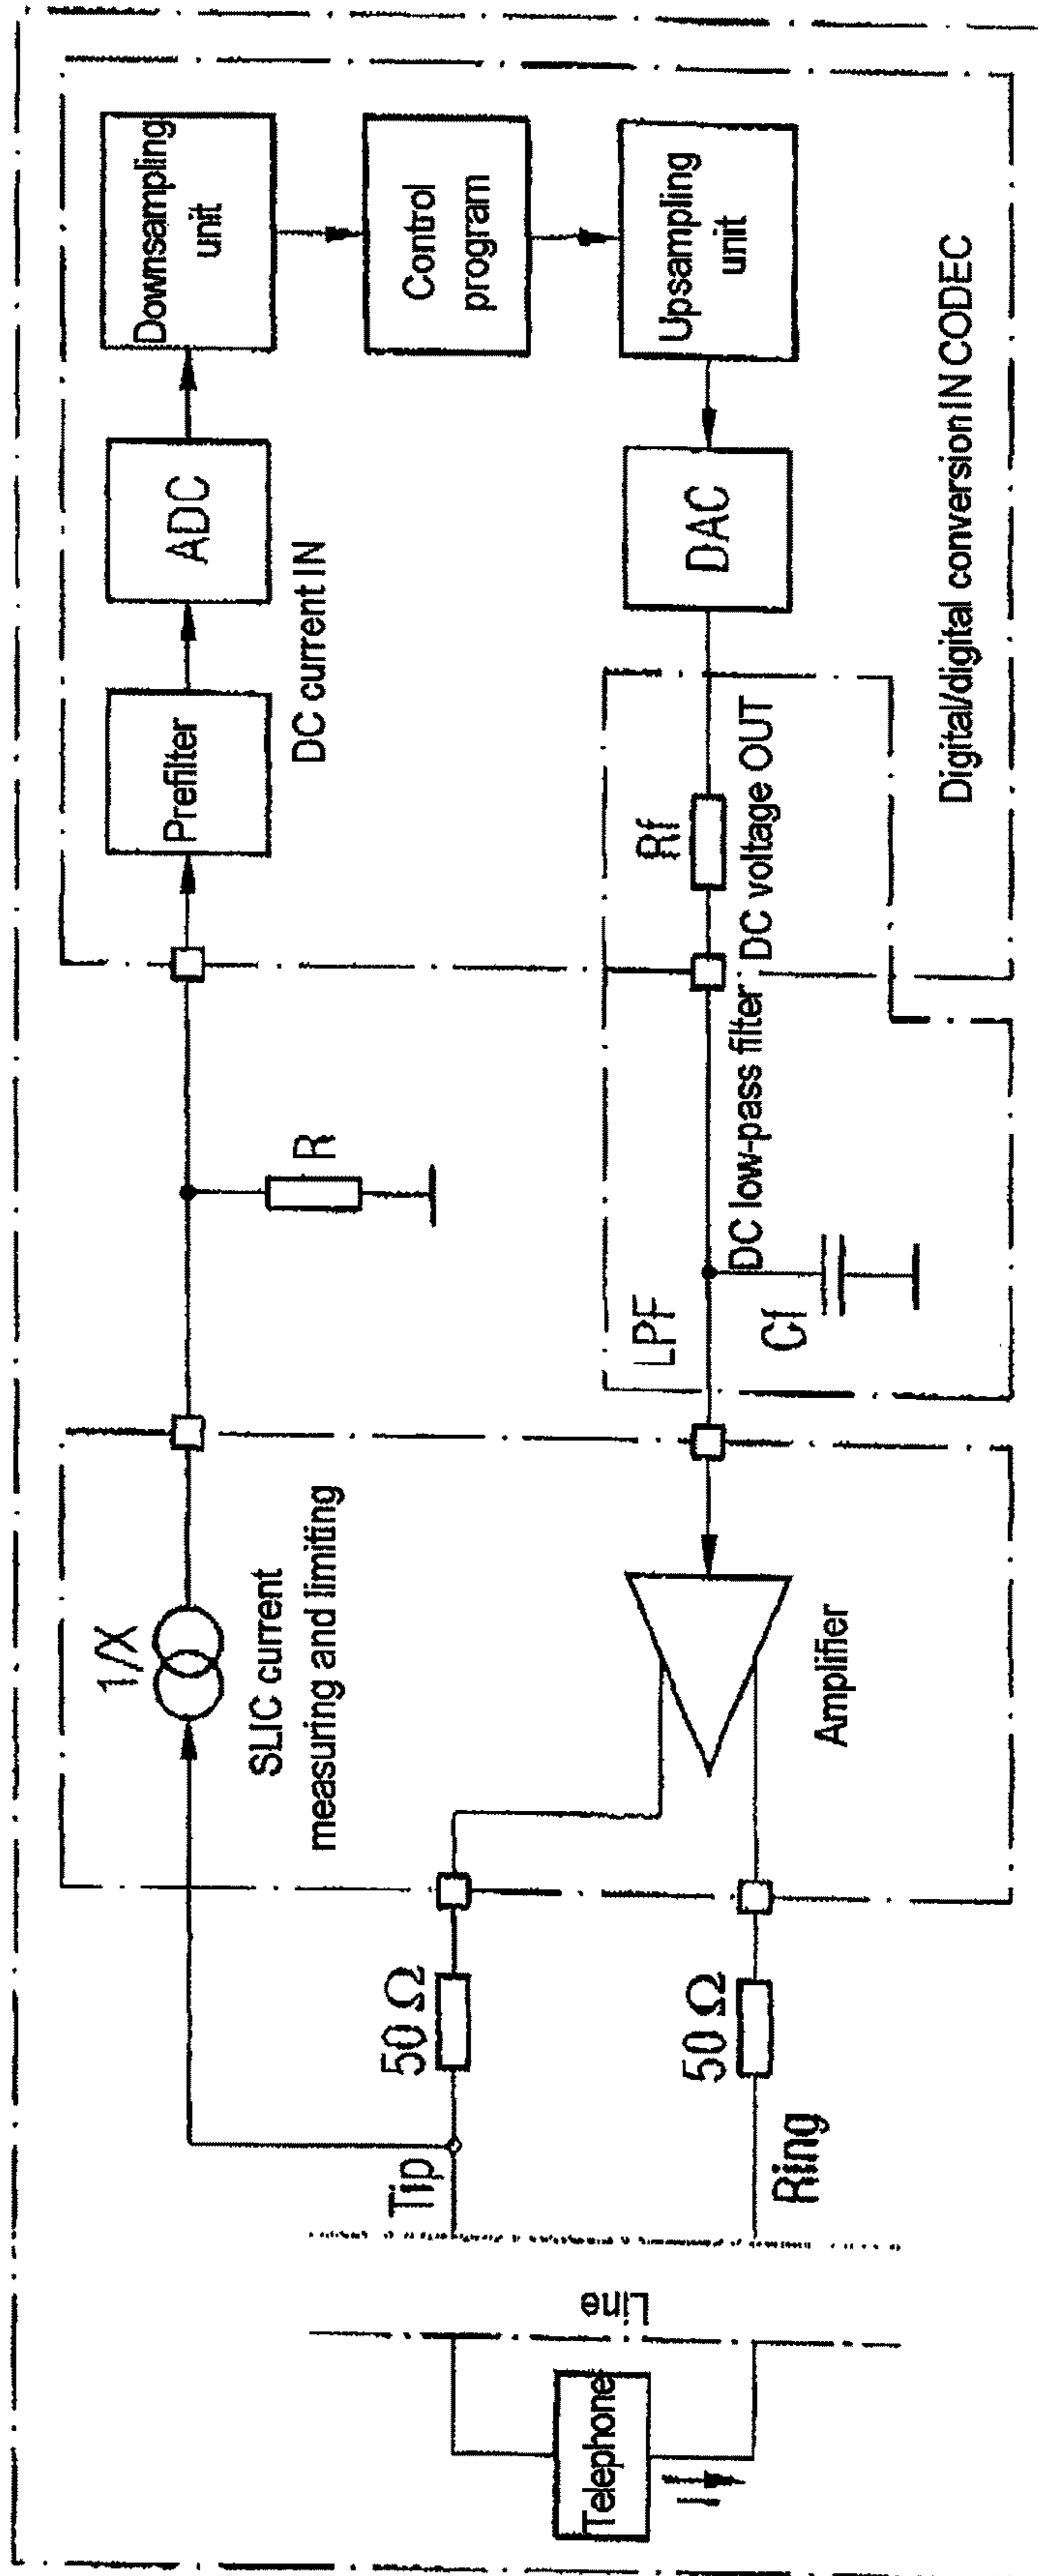 Telephone
I
Line
Tip
Ring
50 Ω
50 Ω
1/X
SLIC current
measuring and limiting
Amplifier
R
LPF
Cf
DC low-pass filter
Rf
DC voltage OUT
Prefilter
ADC
DC current IN
Downsampling
unit
Control
program
Upsampling
unit
DAC
Digital/digital conversion IN CODEC